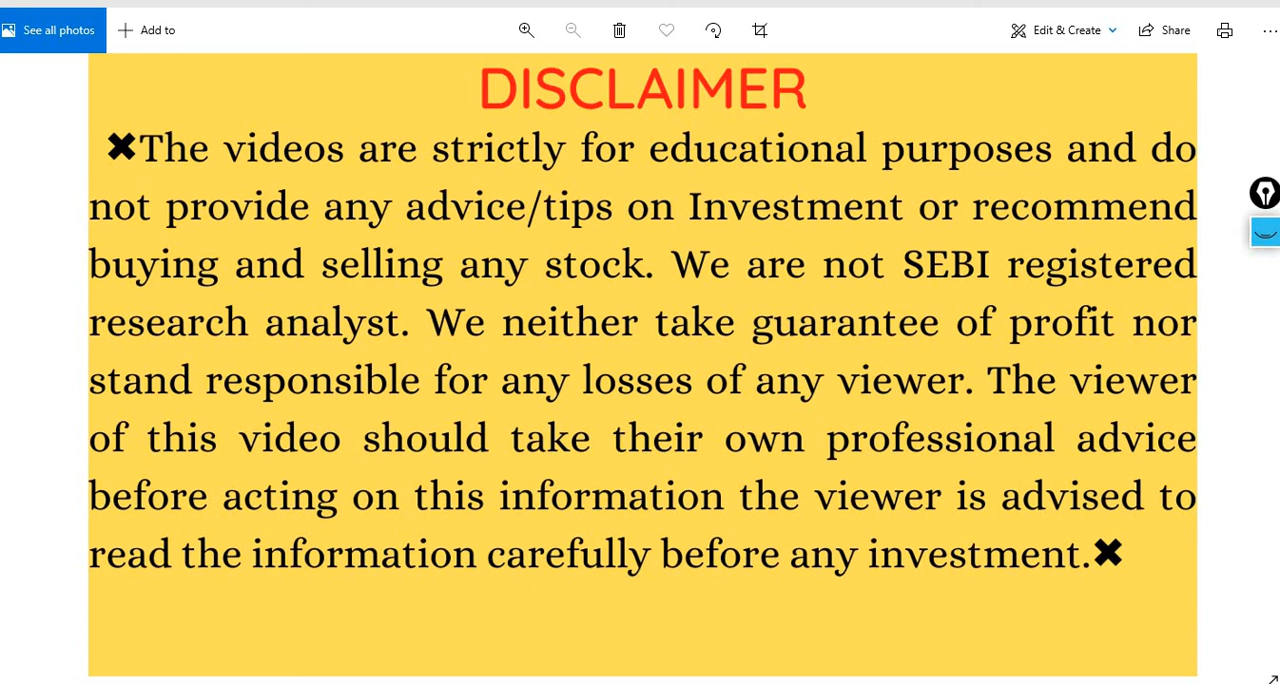 See all photos
Add to
Edit & Create
Share
DISCLAIMER
✖The videos are strictly for educational purposes and do
not provide any advice/tips on Investment or recommend
buying and selling any stock. We are not SEBI registered
research analyst. We neither take guarantee of profit nor
stand responsible for any losses of any viewer. The viewer
of this video should take their own professional advice
before acting on this information the viewer is advised to
read the information carefully before any investment.✖